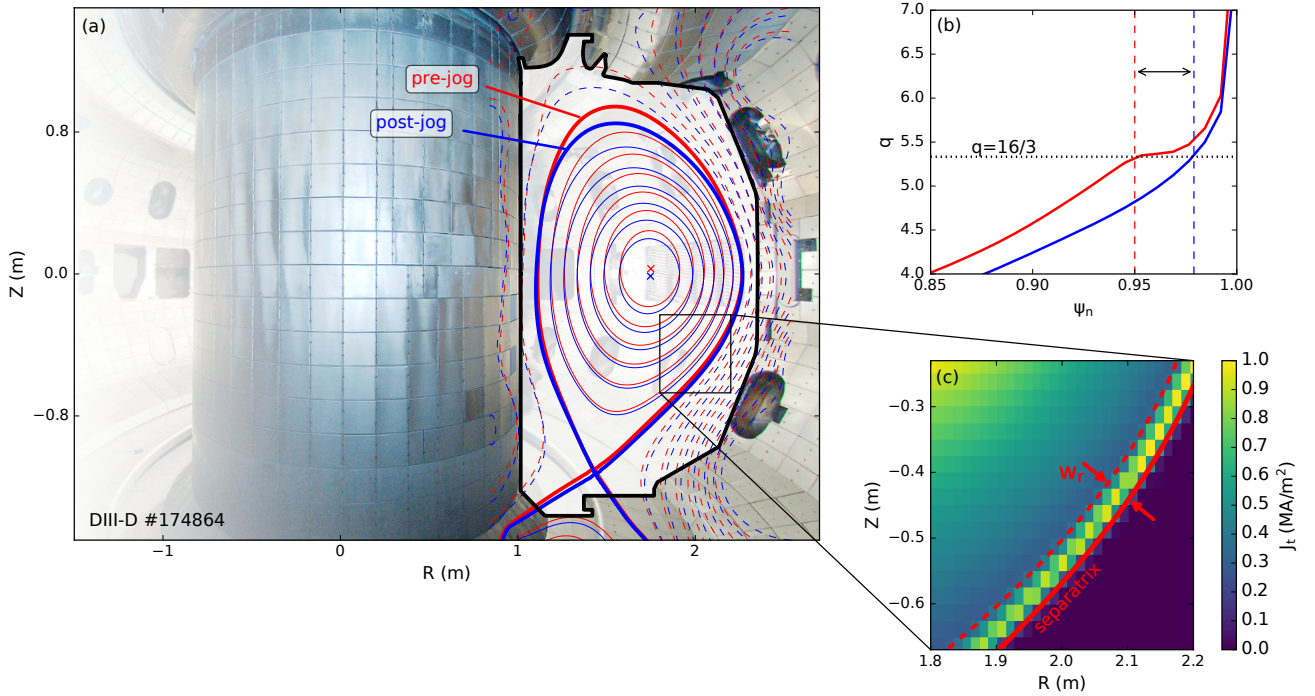 (a)
pre-jog
post-jog
DIII-D #174864
0.8
0.0
−0.8
Z (m)
−1
0
1
2
R (m)
(b)
7.0
6.5
6.0
5.5
5.0
4.5
4.0
q
q=16/3
0.85
0.90
0.95
1.00
ψn
(c)
−0.3
−0.4
−0.5
−0.6
Z (m)
wr
separatrix
1.8
1.9
2.0
2.1
2.2
R (m)
1.0
0.9
0.8
0.7
0.6
0.5
0.4
0.3
0.2
0.1
0.0
Jt (MA/m²)